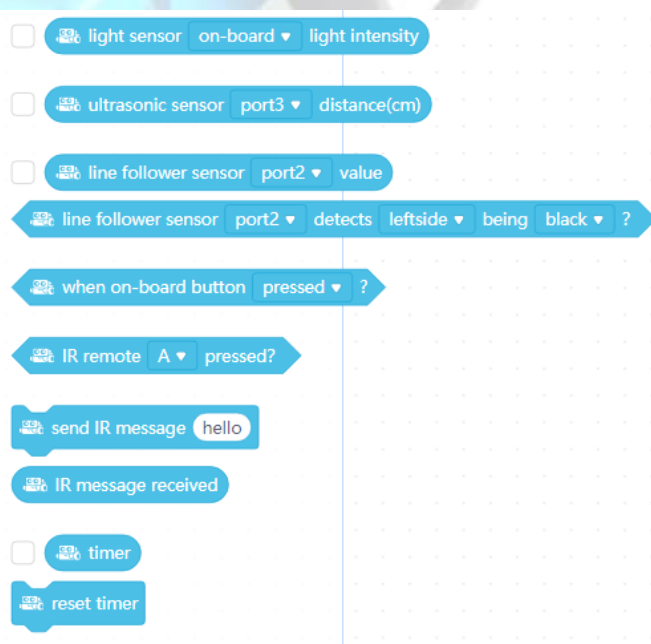 light sensor on-board light intensity
ultrasonic sensor port3 distance(cm)
line follower sensor port2 value
line follower sensor port2 detects leftside being black ?
when on-board button pressed ?
IR remote A pressed?
send IR message hello
IR message received
timer
reset timer